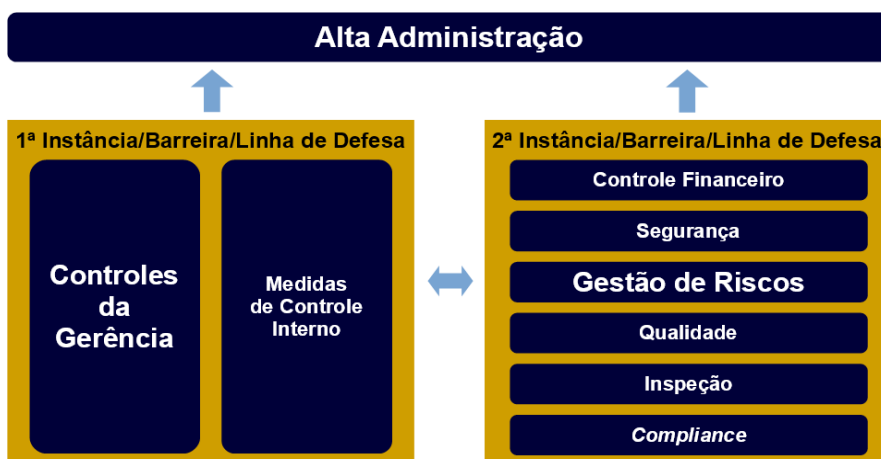 Alta Administração
1ª Instância/Barreira/Linha de Defesa
Controles
da
Gerência
Medidas
de Controle
Interno
2ª Instância/Barreira/Linha de Defesa
Controle Financeiro
Segurança
Gestão de Riscos
Qualidade
Inspeção
Compliance